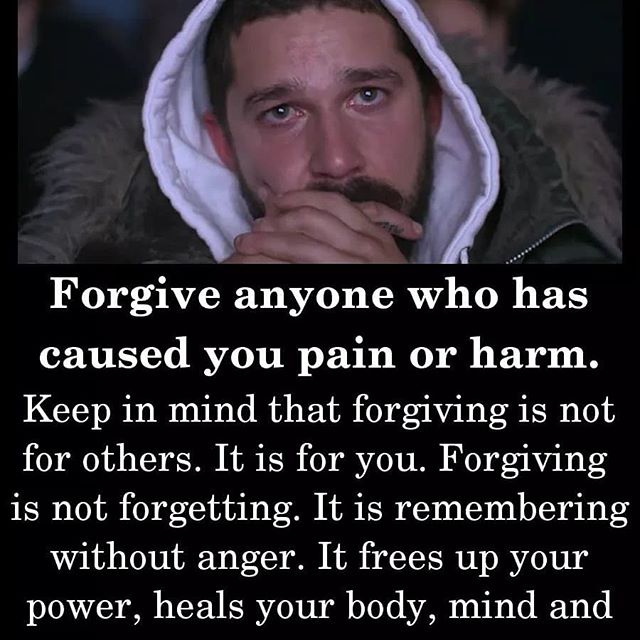 Forgive anyone who has
caused you pain or harm.
Keep in mind that forgiving is not
for others. It is for you. Forgiving
is not forgetting. It is remembering
without anger. It frees up your
power, heals your body, mind and